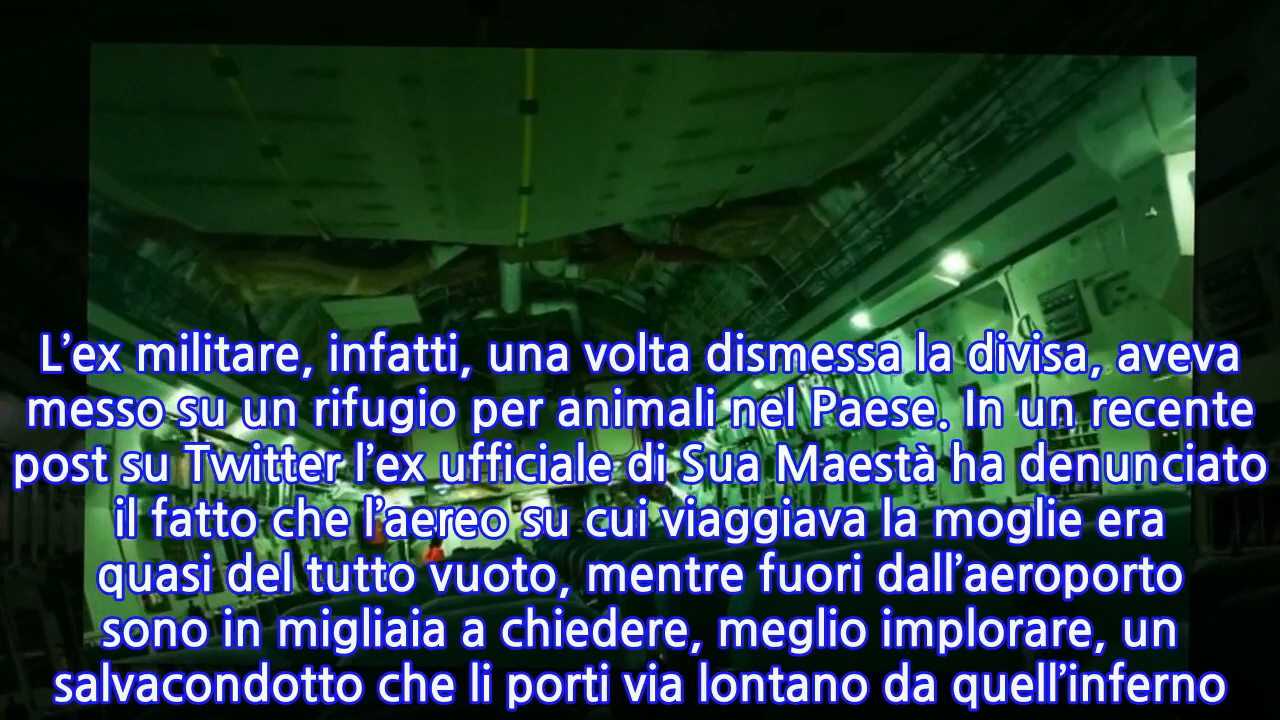 L’ex militare, infatti, una volta dismessa la divisa, aveva
messo su un rifugio per animali nel Paese. In un recente
post su Twitter l’ex ufficiale di Sua Maestà ha denunciato
il fatto che l’aereo su cui viaggiava la moglie era
quasi del tutto vuoto, mentre fuori dall’aeroporto
sono in migliaia a chiedere, meglio implorare, un
salvacondotto che li porti via lontano da quell’inferno